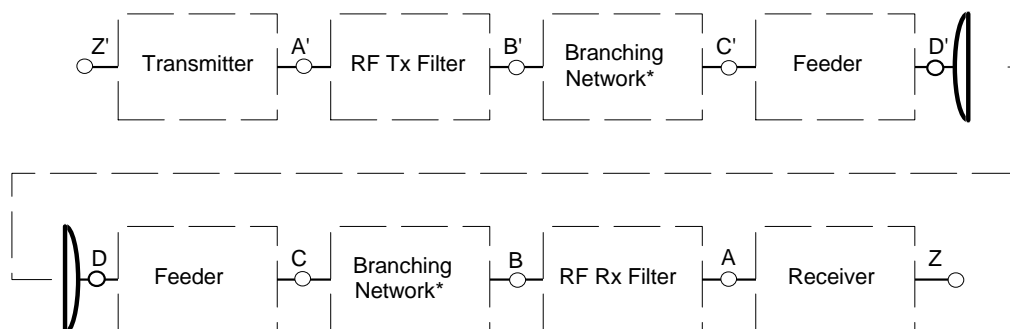 Z' Transmitter A' RF Tx Filter B' Branching Network* C' Feeder D'
D Feeder C Branching Network* B RF Rx Filter A Receiver Z